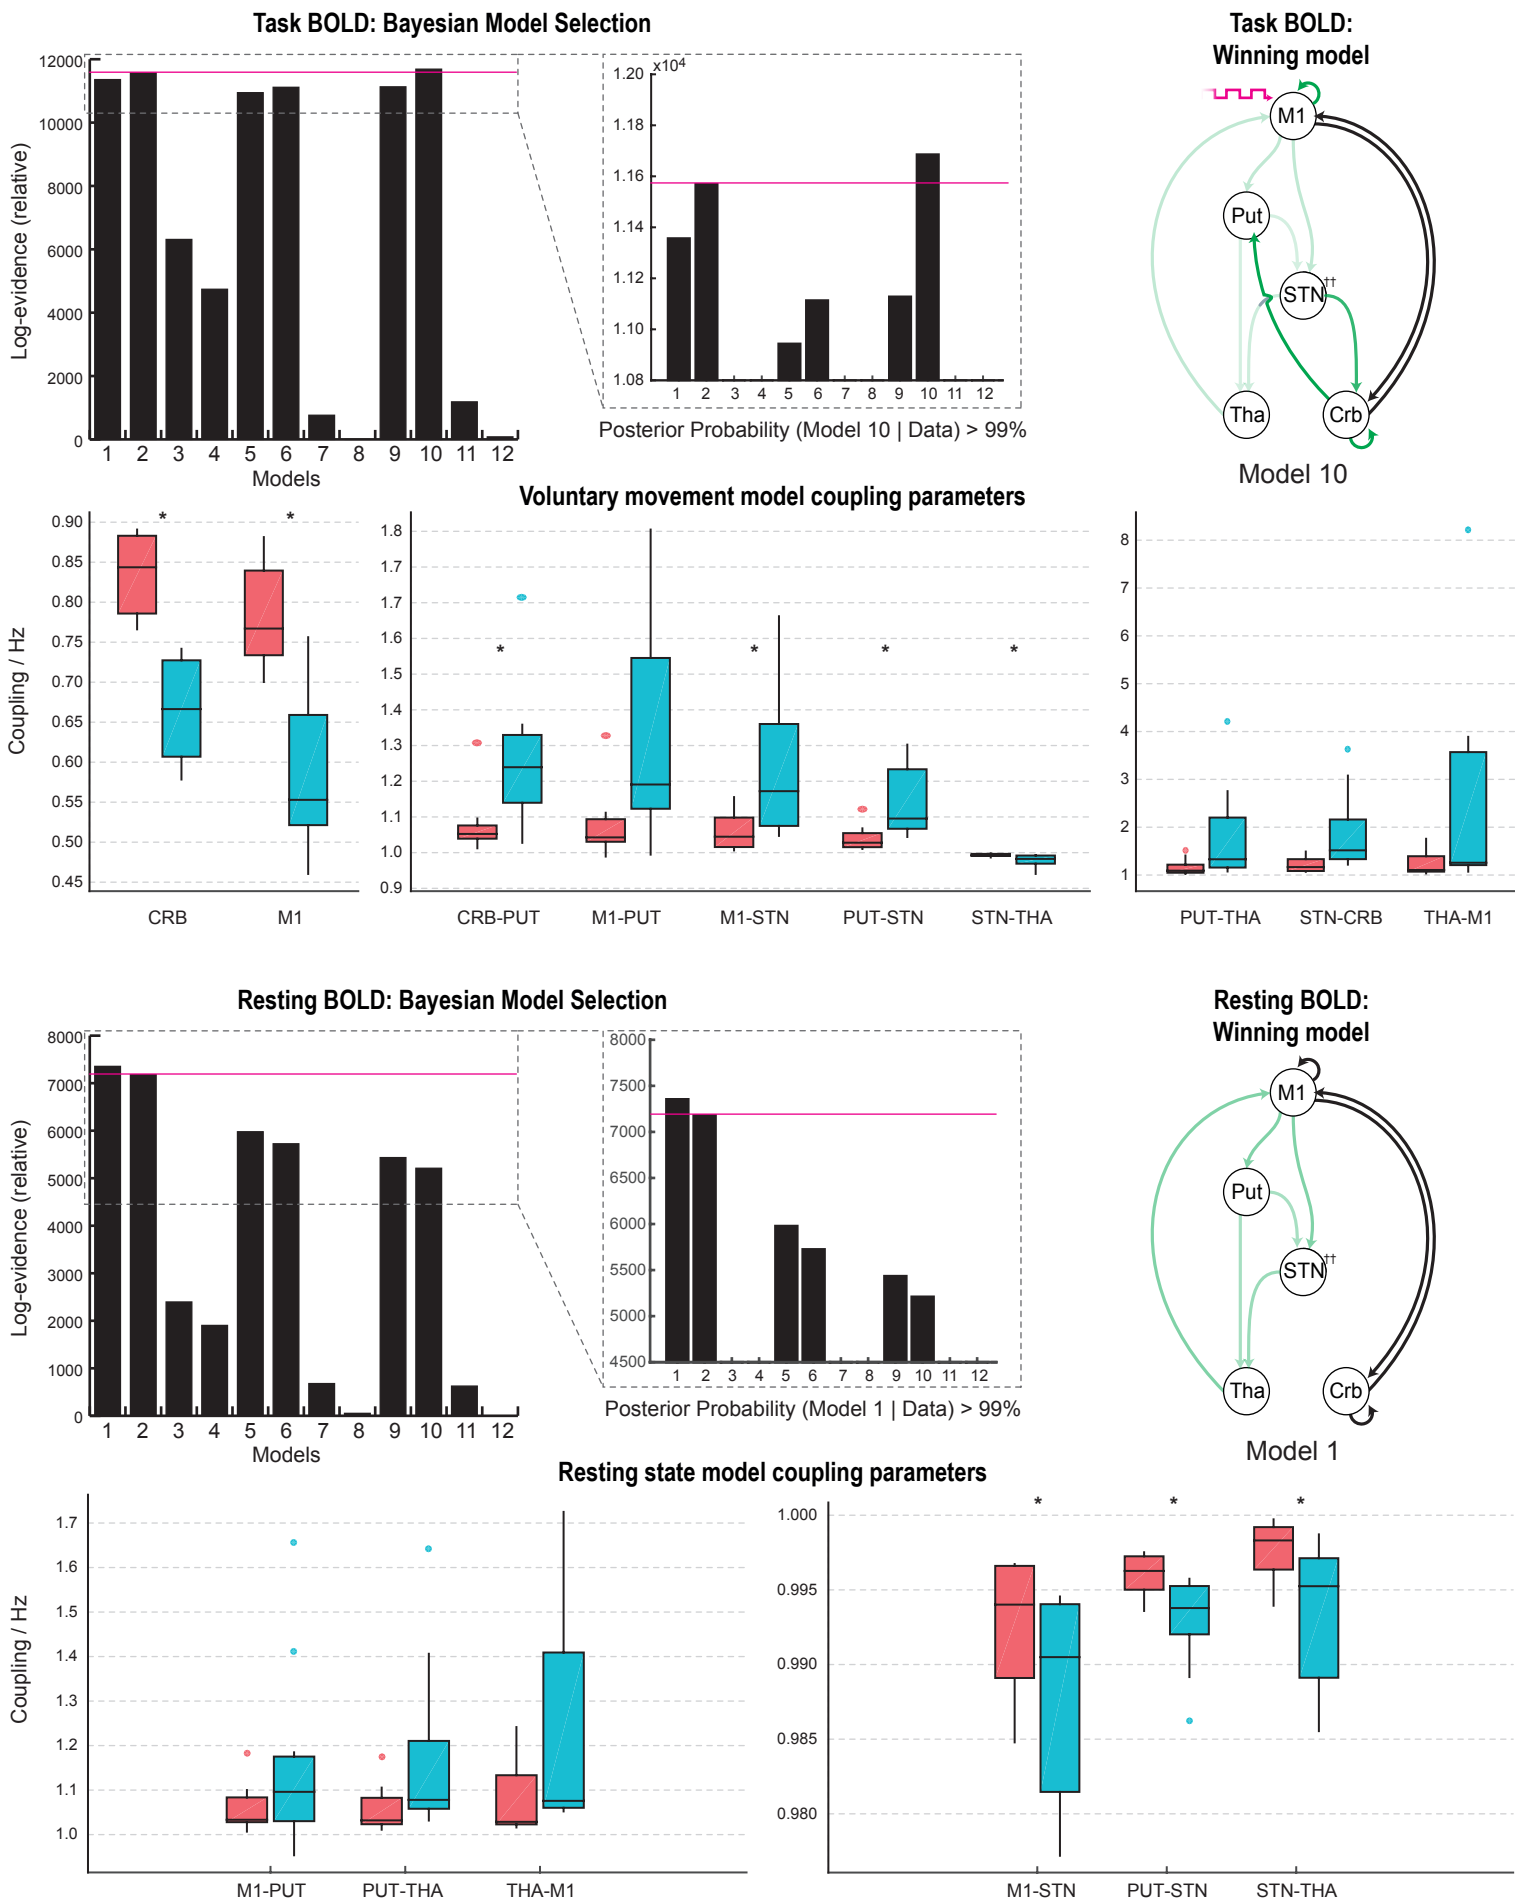 Task BOLD: Bayesian Model Selection
Task BOLD:
Winning model
Log-evidence (relative)
12000
10000
8000
6000
4000
2000
0
1 2 3 4 5 6 7 8 9 10 11 12
Models
x10⁴
1.20
1.18
1.16
1.14
1.12
1.10
1.08
1 2 3 4 5 6 7 8 9 10 11 12
Posterior Probability (Model 10 | Data) > 99%
M1
Put
STN††
Tha
Crb
Model 10
Voluntary movement model coupling parameters
Coupling / Hz
0.90
0.85
0.80
0.75
0.70
0.65
0.60
0.55
0.50
0.45
* *
CRB M1
1.8
1.7
1.7
1.6
1.5
1.4
1.3
1.2
1.1
1.0
0.9
* * * *
CRB-PUT M1-PUT M1-STN PUT-STN STN-THA
8
7
6
5
4
3
2
1
PUT-THA STN-CRB THA-M1
Resting BOLD: Bayesian Model Selection
Resting BOLD:
Winning model
Log-evidence (relative)
8000
7000
6000
5000
4000
3000
2000
1000
0
1 2 3 4 5 6 7 8 9 10 11 12
Models
8000
7500
7000
6500
6000
5500
5000
4500
1 2 3 4 5 6 7 8 9 10 11 12
Posterior Probability (Model 1 | Data) > 99%
M1
Put
STN††
Tha
Crb
Model 1
Resting state model coupling parameters
Coupling / Hz
1.7
1.6
1.5
1.4
1.3
1.2
1.1
1.0
M1-PUT PUT-THA THA-M1
1.000
0.995
0.990
0.985
0.980
* * *
M1-STN PUT-STN STN-THA